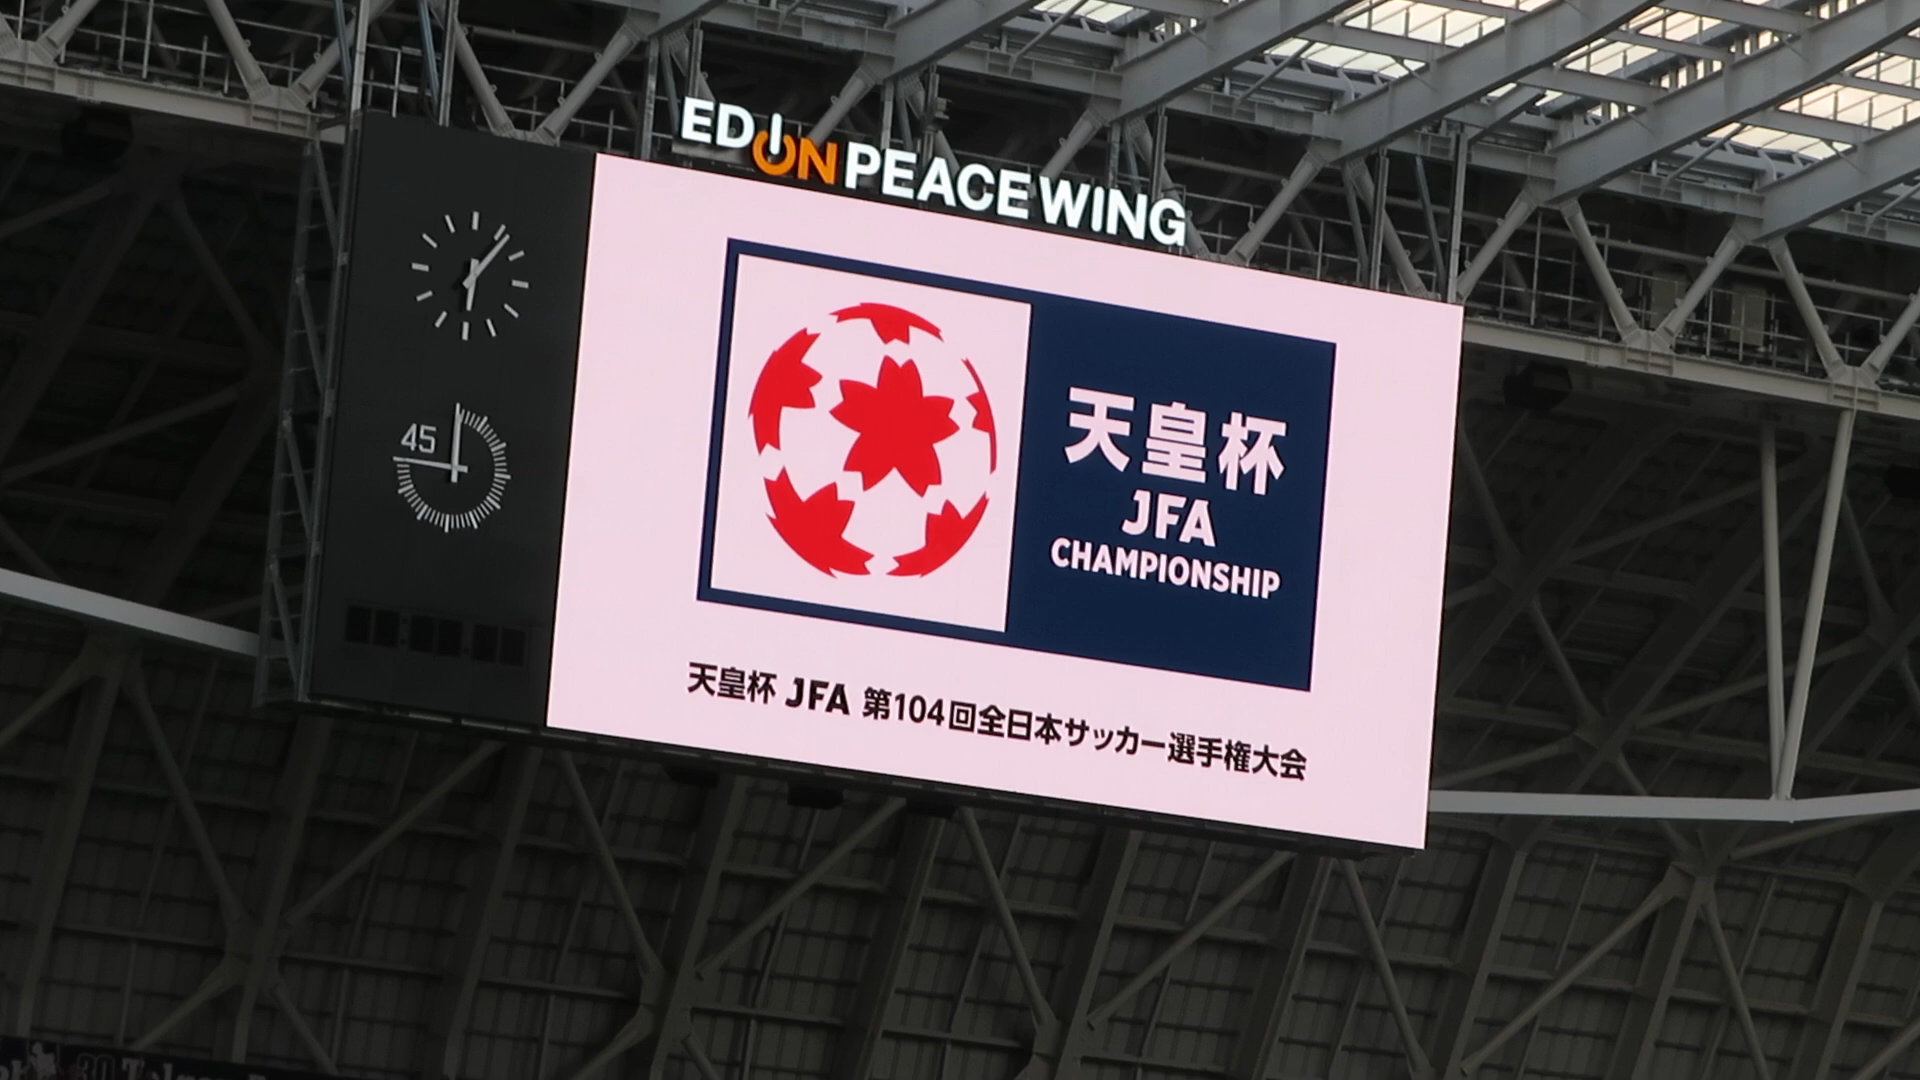 EDION PEACE WING
45
天皇杯
JFA
CHAMPIONSHIP
天皇杯 JFA 第104回全日本サッカー選手権大会